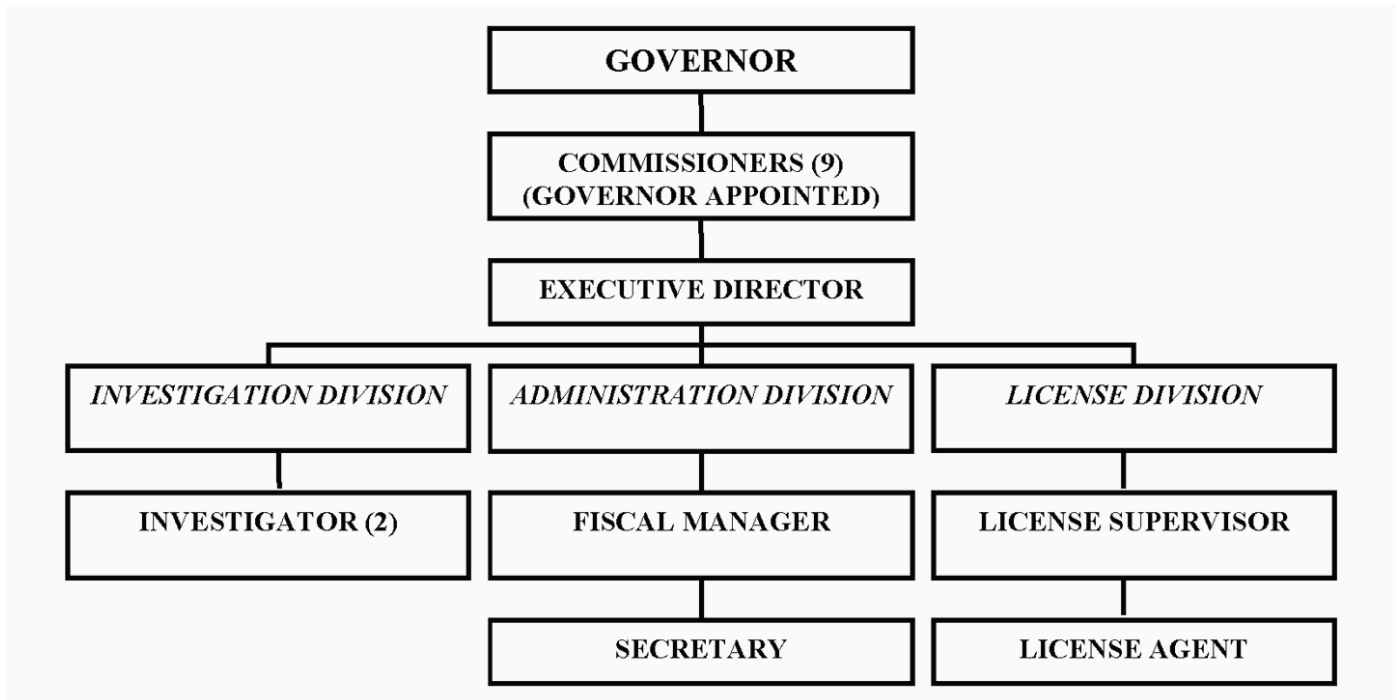 GOVERNOR
COMMISSIONERS (9)
(GOVERNOR APPOINTED)
EXECUTIVE DIRECTOR
INVESTIGATION DIVISION
ADMINISTRATION DIVISION
LICENSE DIVISION
INVESTIGATOR (2)
FISCAL MANAGER
LICENSE SUPERVISOR
SECRETARY
LICENSE AGENT